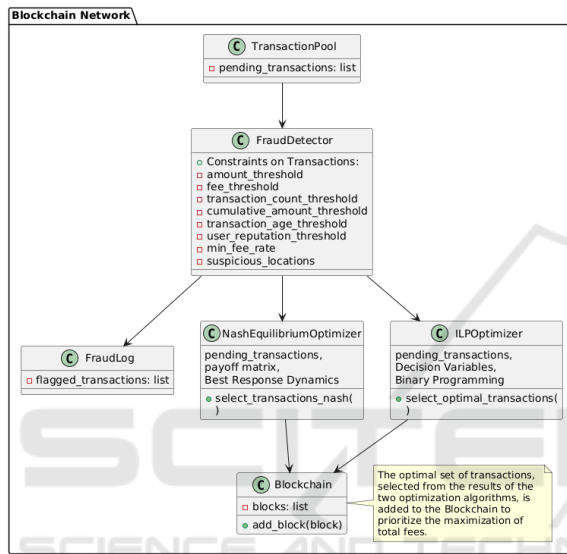 Blockchain Network
C TransactionPool
pending_transactions: list
C FraudDetector
Constraints on Transactions:
amount_threshold
fee_threshold
transaction_count_threshold
cumulative_amount_threshold
transaction_age_threshold
user_reputation_threshold
min_fee_rate
suspicious_locations
C FraudLog
flagged_transactions: list
C NashEquilibriumOptimizer
pending_transactions,
payoff matrix,
Best Response Dynamics
select_transactions_nash(
)
C ILPOptimizer
pending_transactions,
Decision Variables,
Binary Programming
select_optimal_transactions(
)
C Blockchain
blocks: list
add_block(block)
The optimal set of transactions,
selected from the results of the
two optimization algorithms, is
added to the Blockchain to
prioritize the maximization of
total fees.